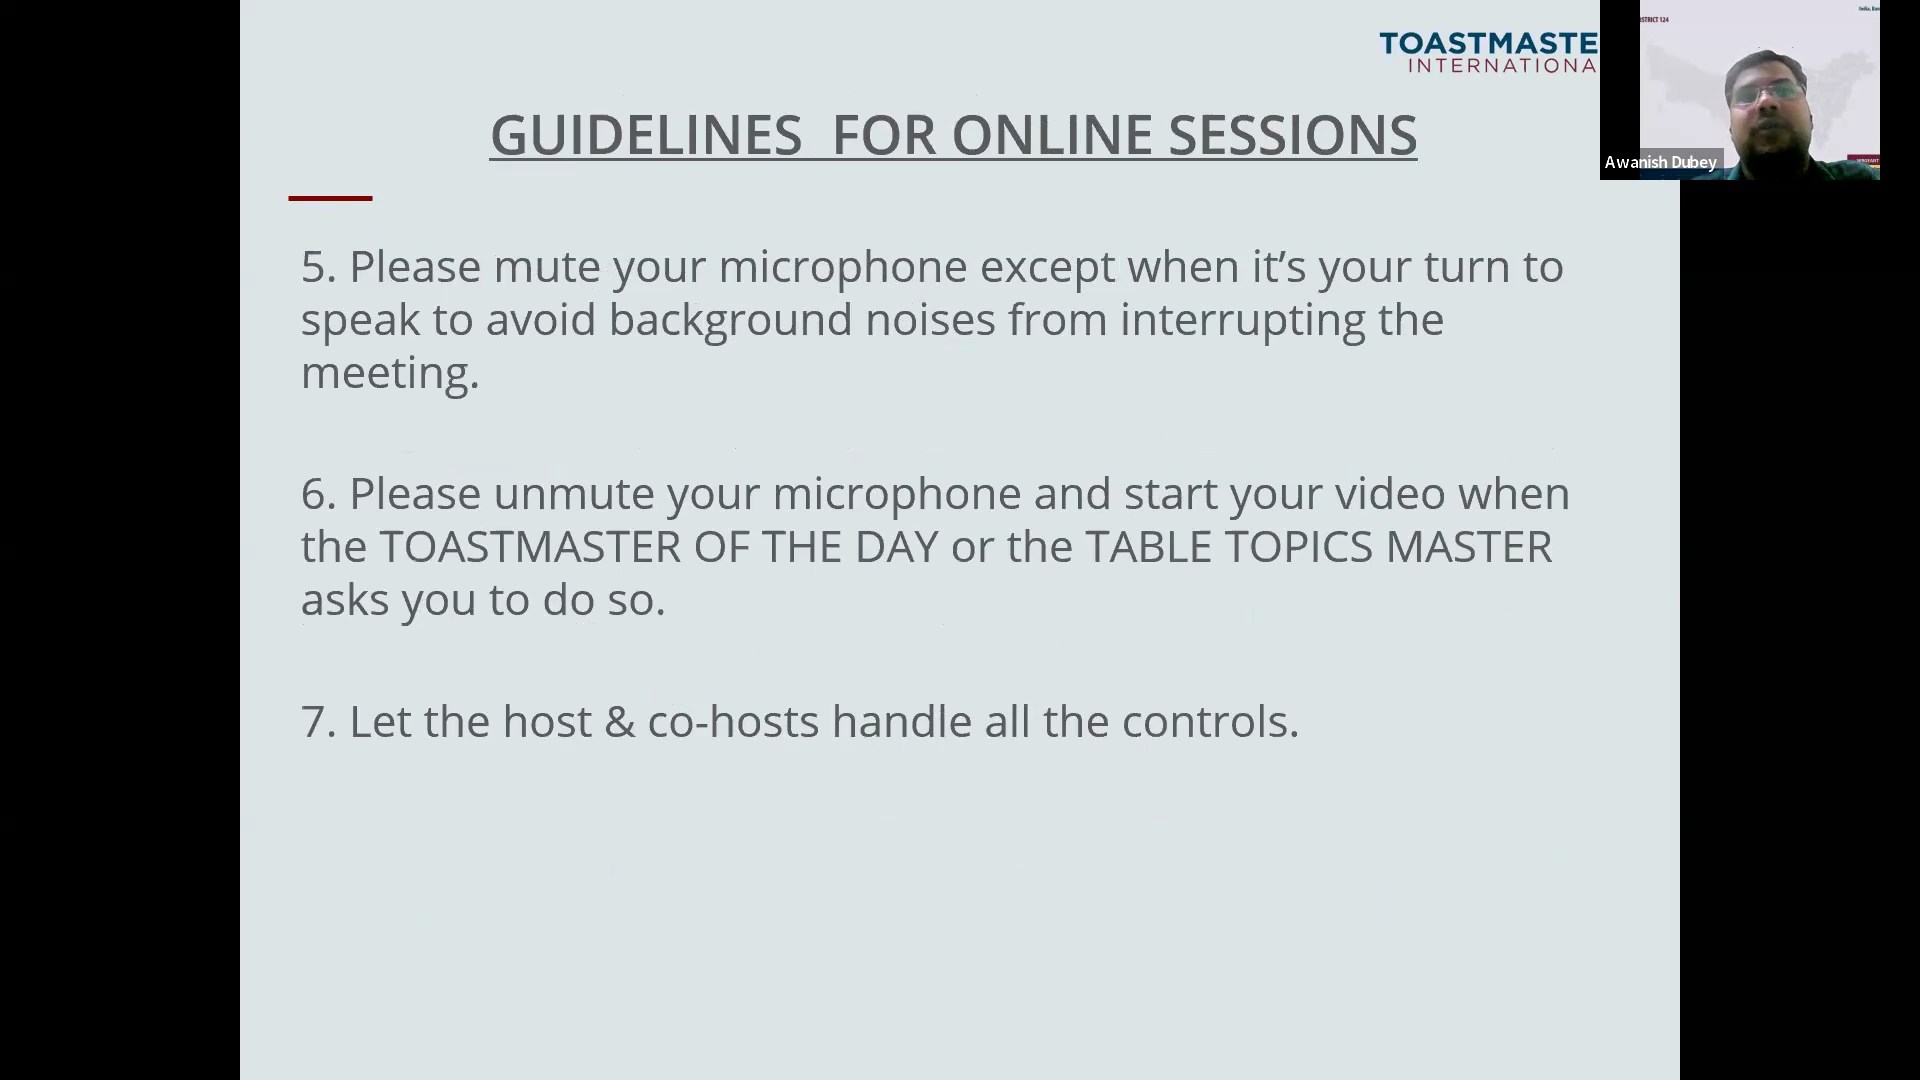 TOASTMASTE
INTERNATIONA
GUIDELINES  FOR ONLINE SESSIONS
5. Please mute your microphone except when it’s your turn to
speak to avoid background noises from interrupting the
meeting.
6. Please unmute your microphone and start your video when
the TOASTMASTER OF THE DAY or the TABLE TOPICS MASTER
asks you to do so.
7. Let the host & co-hosts handle all the controls.
ISTRICT 124
Awanish Dubey
SERGEANT